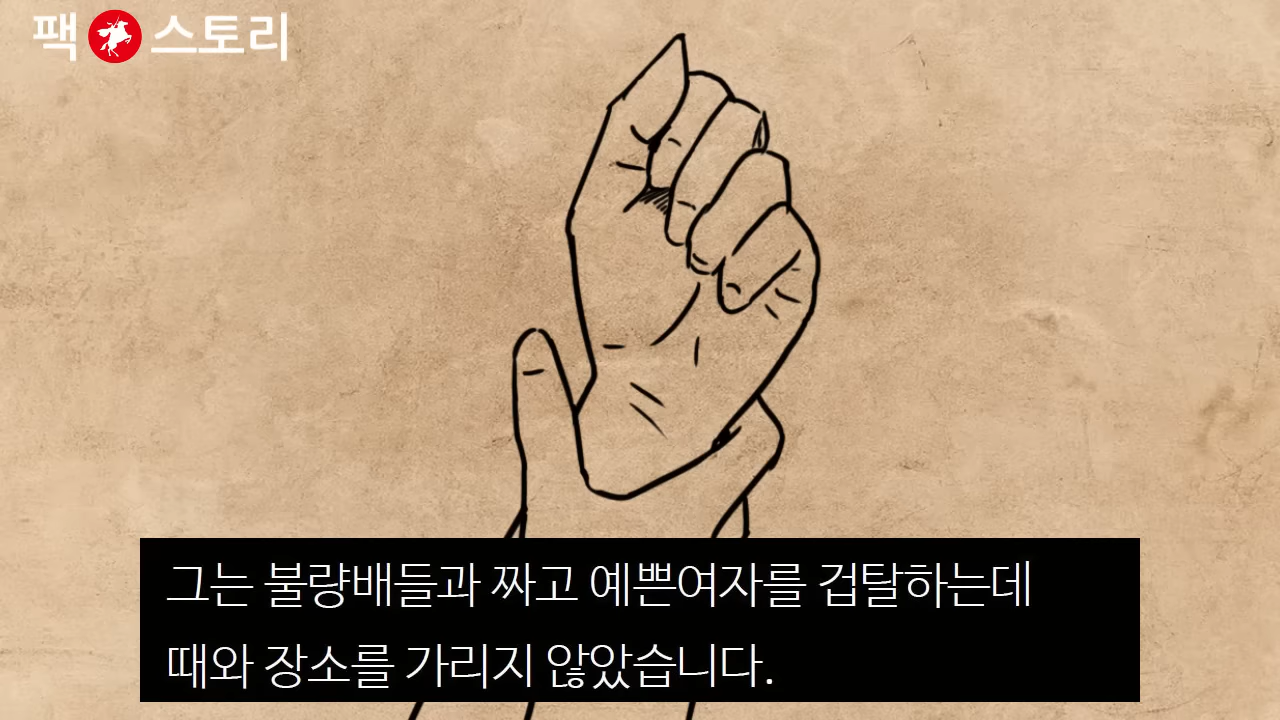 팩 스토리
그는 불량배들과 짜고 예쁜여자를 겁탈하는데
때와 장소를 가리지 않았습니다.